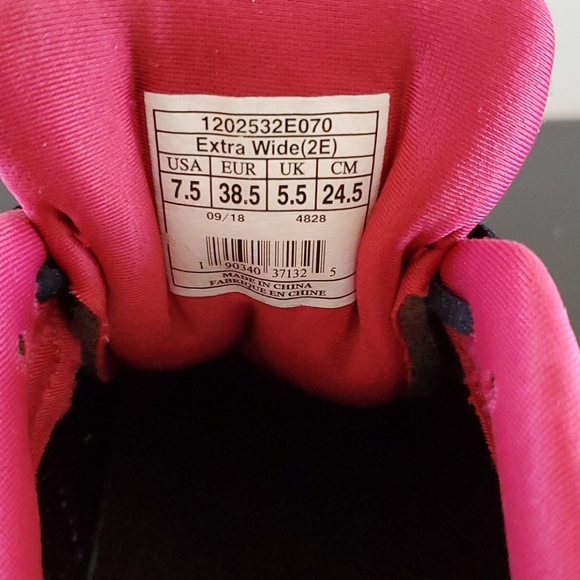 1202532E070
Extra Wide(2E)
USA EUR UK CM
7.5 38.5 5.5 24.5
09/18 4828
1 90340 37132 5
MADE IN CHINA
FABRIQUE EN CHINE